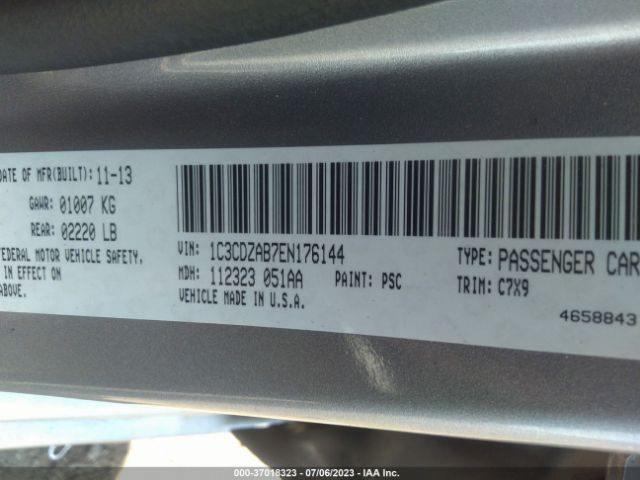 DATE OF MFR(BUILT): 11-13
GAWR: 01007 KG
REAR: 02220 LB
FEDERAL MOTOR VEHICLE SAFETY,
IN EFFECT ON
ABOVE.
VIN: 1C3CDZAB7EN176144
TYPE: PASSENGER CAR
MDH: 112323 051AA PAINT: PSC
TRIM: C7X9
VEHICLE MADE IN U.S.A.
4658843
000-37018323 - 07/06/2023 - IAA Inc.